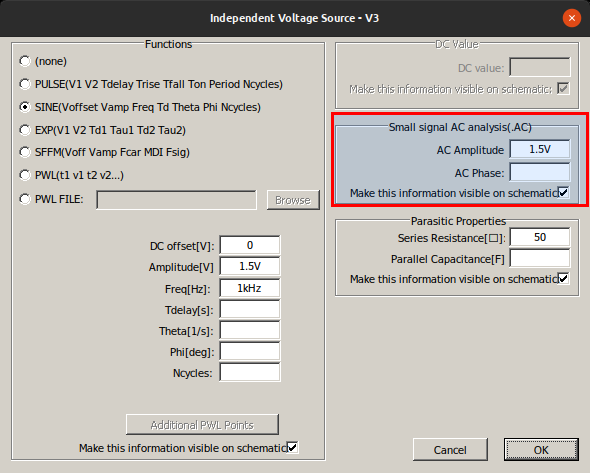 Independent Voltage Source - V3
Functions
(none)
PULSE(V1 V2 Tdelay Trise Tfall Ton Period Ncycles)
SINE(Voffset Vamp Freq Td Theta Phi Ncycles)
EXP(V1 V2 Td1 Tau1 Td2 Tau2)
SFFM(Voff Vamp Fcar MDI Fsig)
PWL(t1 v1 t2 v2...)
PWL FILE: Browse
DC offset[V]: 0
Amplitude[V] 1.5V
Freq[Hz]: 1kHz
Tdelay[s]:
Theta[1/s]:
Phi[deg]:
Ncycles:
Additional PWL Points
Make this information visible on schematic:
DC Value
DC value:
Make this information visible on schematic:
Small signal AC analysis(.AC)
AC Amplitude 1.5V
AC Phase:
Make this information visible on schematic:
Parasitic Properties
Series Resistance[□]: 50
Parallel Capacitance[F]
Make this information visible on schematic:
Cancel OK